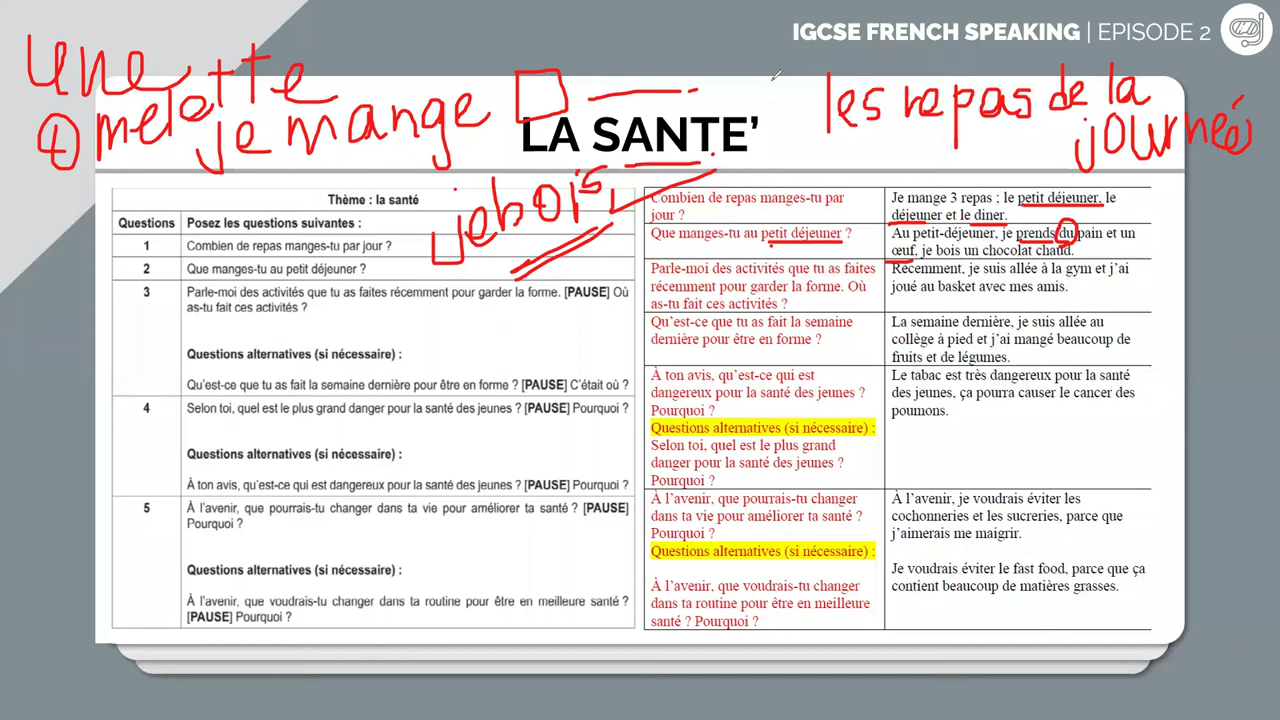 IGCSE FRENCH SPEAKING | EPISODE 2
une
omelette
je mange
les repas de la
journéé
LA SANTE’
je bois
Thème : la santé
Questions Posez les questions suivantes :
1 Combien de repas manges-tu par jour ?
2 Que manges-tu au petit déjeuner ?
3 Parle-moi des activités que tu as faites récemment pour garder la forme. [PAUSE] Où
as-tu fait ces activités ?
Questions alternatives (si nécessaire) :
Qu'est-ce que tu as fait la semaine dernière pour être en forme ? [PAUSE] C'était où ?
4 Selon toi, quel est le plus grand danger pour la santé des jeunes ? [PAUSE] Pourquoi ?
Questions alternatives (si nécessaire) :
À ton avis, qu'est-ce qui est dangereux pour la santé des jeunes ? [PAUSE] Pourquoi ?
5 À l'avenir, que pourrais-tu changer dans ta vie pour améliorer ta santé ? [PAUSE]
Pourquoi ?
Questions alternatives (si nécessaire) :
À l'avenir, que voudrais-tu changer dans ta routine pour être en meilleure santé ?
[PAUSE] Pourquoi ?
Combien de repas manges-tu par
jour ?
Je mange 3 repas ; le petit déjeuner, le
déjeuner et le diner.
Que manges-tu au petit déjeuner ?
Au petit-déjeuner, je prends du pain et un
œuf, je bois un chocolat chaud.
Parle-moi des activités que tu as faites
récemment pour garder la forme. Où
as-tu fait ces activités ?
Récemment, je suis allée à la gym et j'ai
joué au basket avec mes amis.
Qu'est-ce que tu as fait la semaine
dernière pour être en forme ?
La semaine dernière, je suis allée au
collège à pied et j'ai mangé beaucoup de
fruits et de légumes.
À ton avis, qu'est-ce qui est
dangereux pour la santé des jeunes ?
Pourquoi ?
Questions alternatives (si nécessaire) :
Selon toi, quel est le plus grand
danger pour la santé des jeunes ?
Pourquoi ?
Le tabac est très dangereux pour la santé
des jeunes, ça pourra causer le cancer des
poumons.
À l'avenir, que pourrais-tu changer
dans ta vie pour améliorer ta santé ?
Pourquoi ?
Questions alternatives (si nécessaire) :
À l'avenir, que voudrais-tu changer
dans ta routine pour être en meilleure
santé ? Pourquoi ?
À l'avenir, je voudrais éviter les
cochonneries et les sucreries, parce que
j'aimerais me maigrir.
Je voudrais éviter le fast food, parce que ça
contient beaucoup de matières grasses.